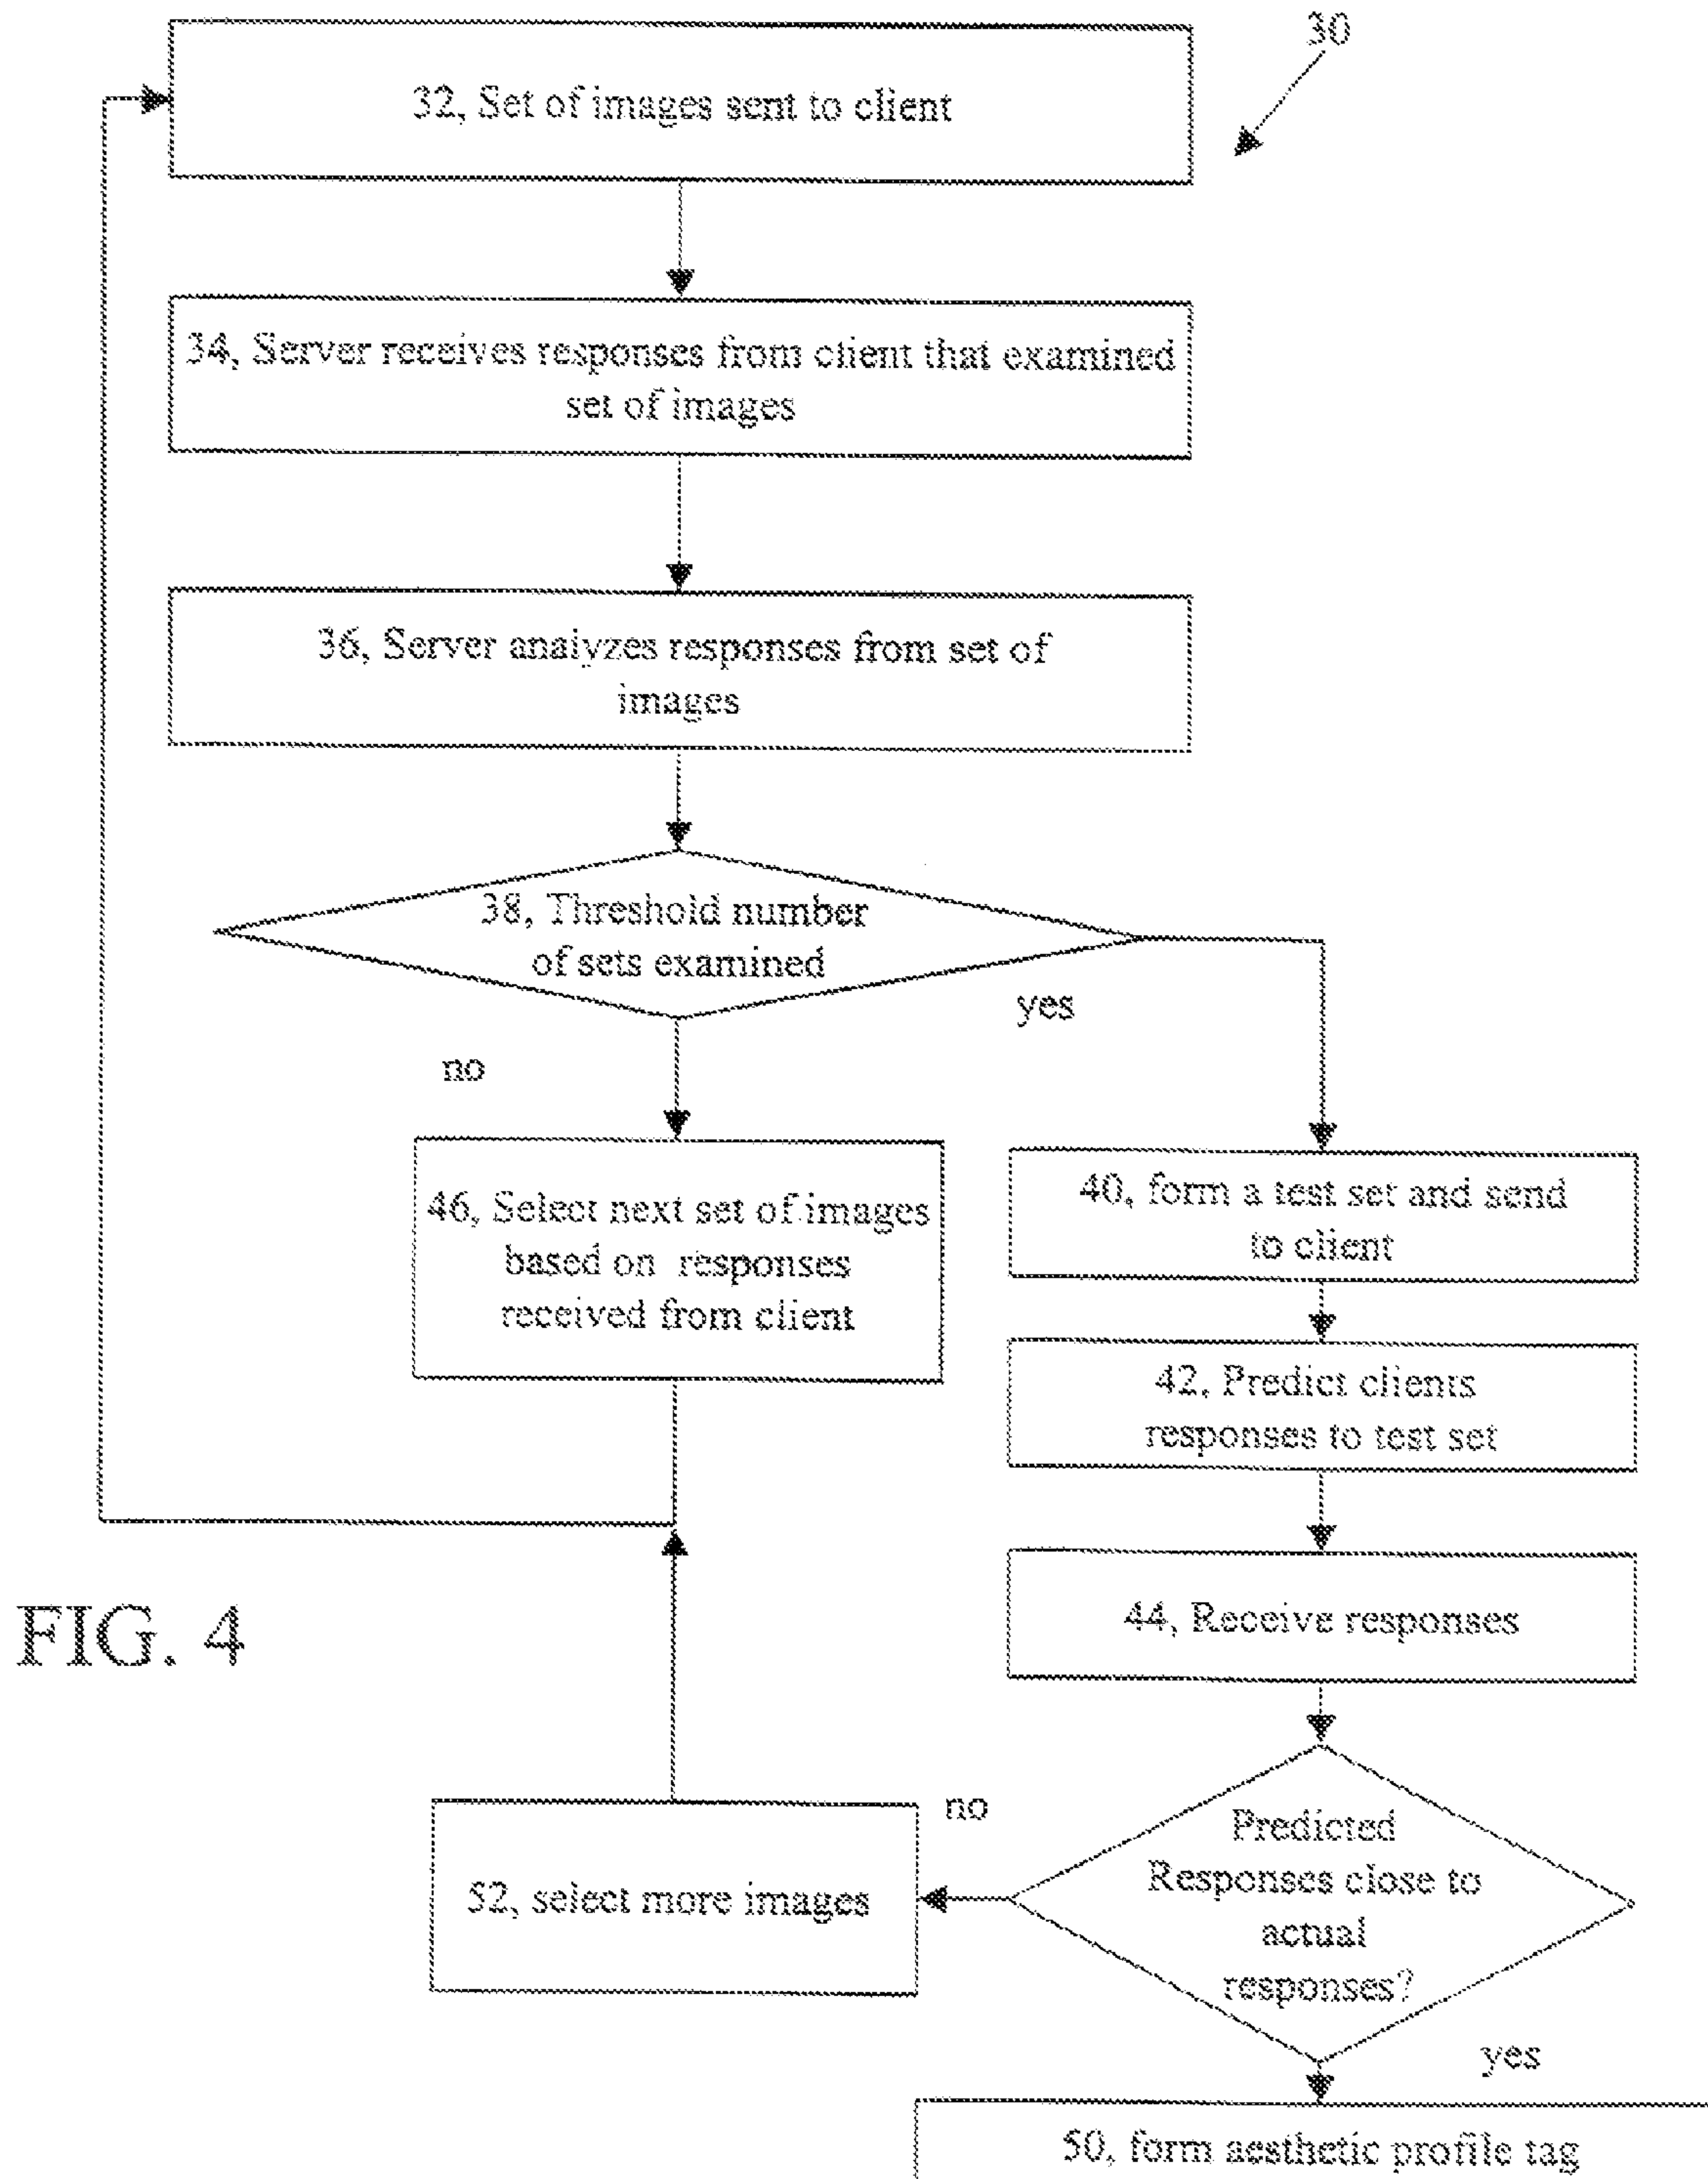 30
32, Set of images sent to client
34, Server receives responses from client that examined
set of images
36, Server analyzes responses from set of
images
38, Threshold number
of sets examined
yes
no
46, Select next set of images
based on responses
received from client
40, form a test set and send
to client
42, Predict clients
responses to test set
44, Receive responses
FIG. 4
no
52, select more images
Predicted
Responses close to
actual
responses?
yes
50, form aesthetic profile tag